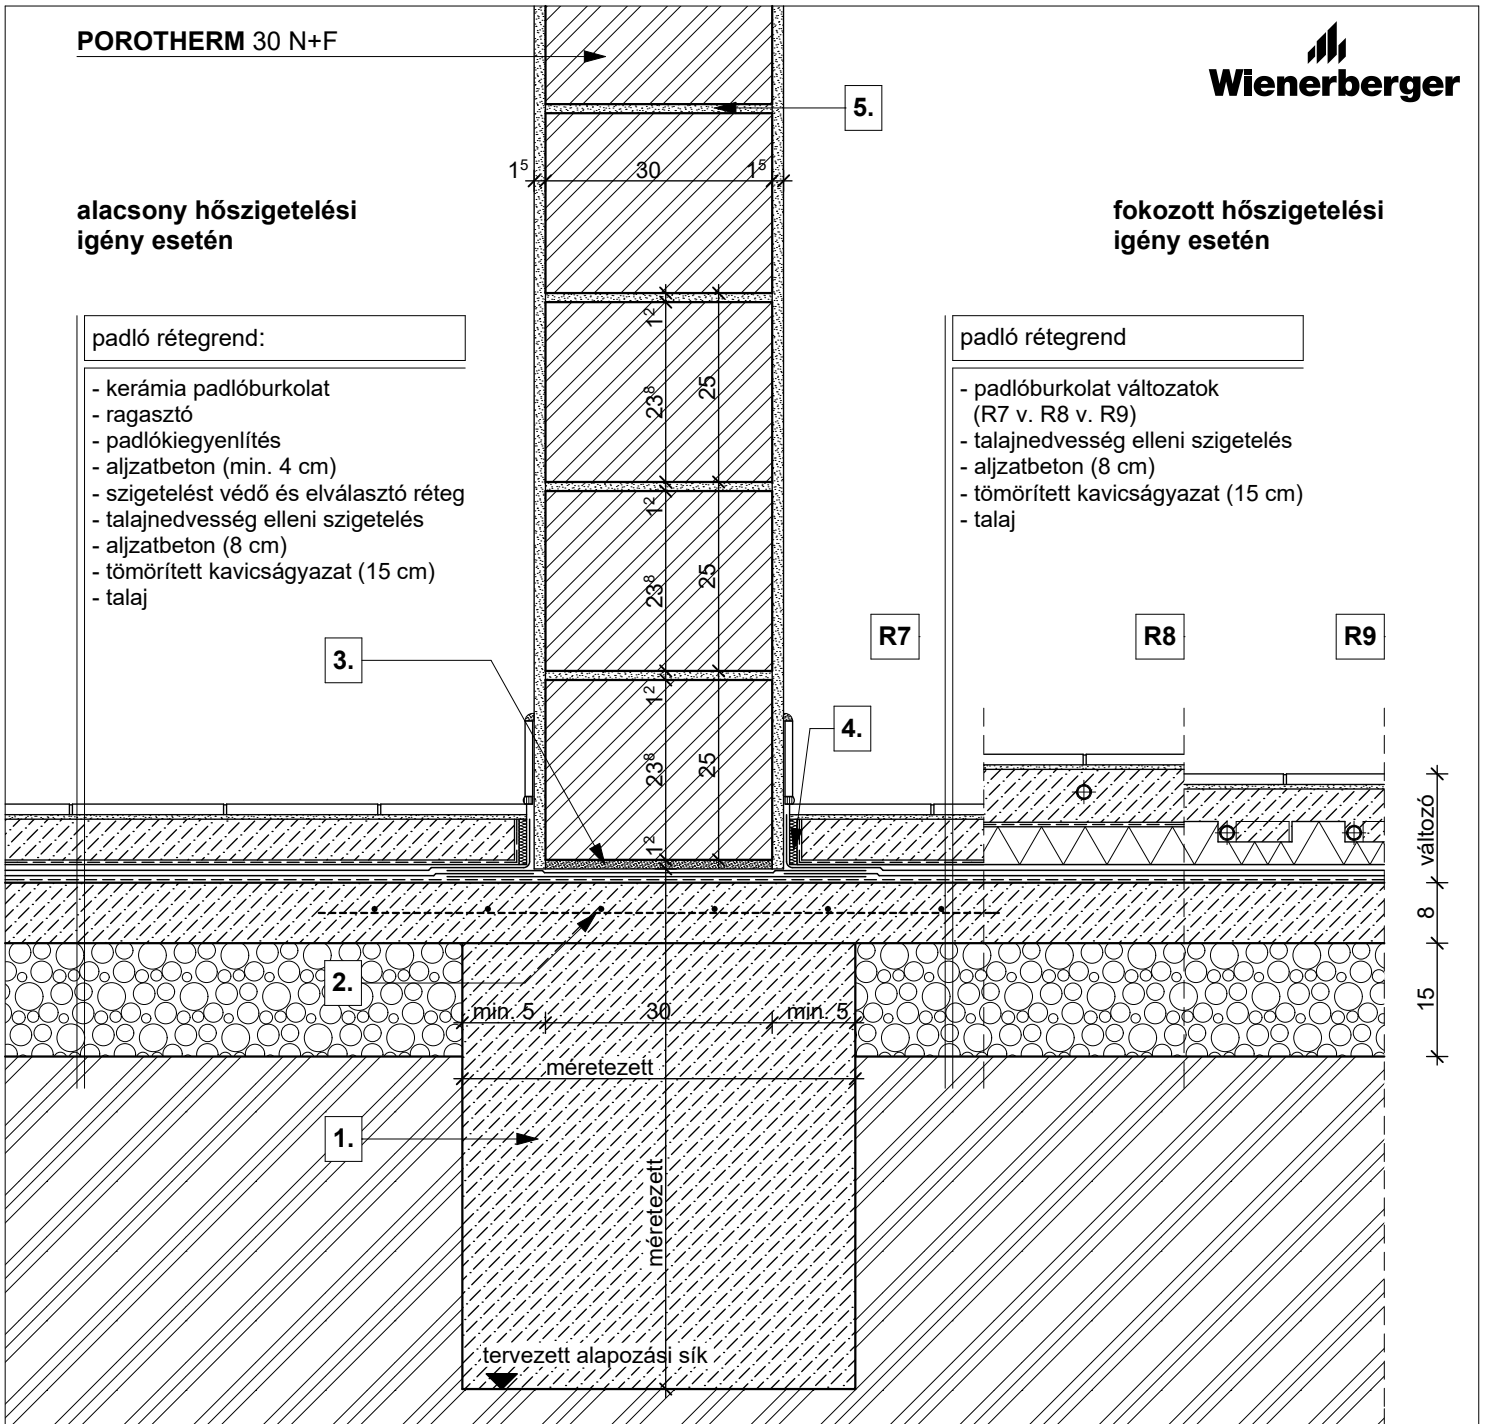 POROTHERM 30 N+F
Wienerberger
5.
1⁵
30
1⁵
alacsony hőszigetelési
igény esetén
fokozott hőszigetelési
igény esetén
padló rétegrend:
- kerámia padlóburkolat
- ragasztó
- padlókiegyenlítés
- aljzatbeton (min. 4 cm)
- szigetelést védő és elválasztó réteg
- talajnedvesség elleni szigetelés
- aljzatbeton (8 cm)
- tömörített kavicságyazat (15 cm)
- talaj
padló rétegrend
- padlóburkolat változatok
(R7 v. R8 v. R9)
- talajnedvesség elleni szigetelés
- aljzatbeton (8 cm)
- tömörített kavicságyazat (15 cm)
- talaj
1²
23⁸
25
1²
23⁸
25
1²
23⁸
25
1²
R7
R8
R9
3.
4.
változó
8
15
2.
min. 5
30
min. 5
méretezett
1.
méretezett
tervezett alapozási sík